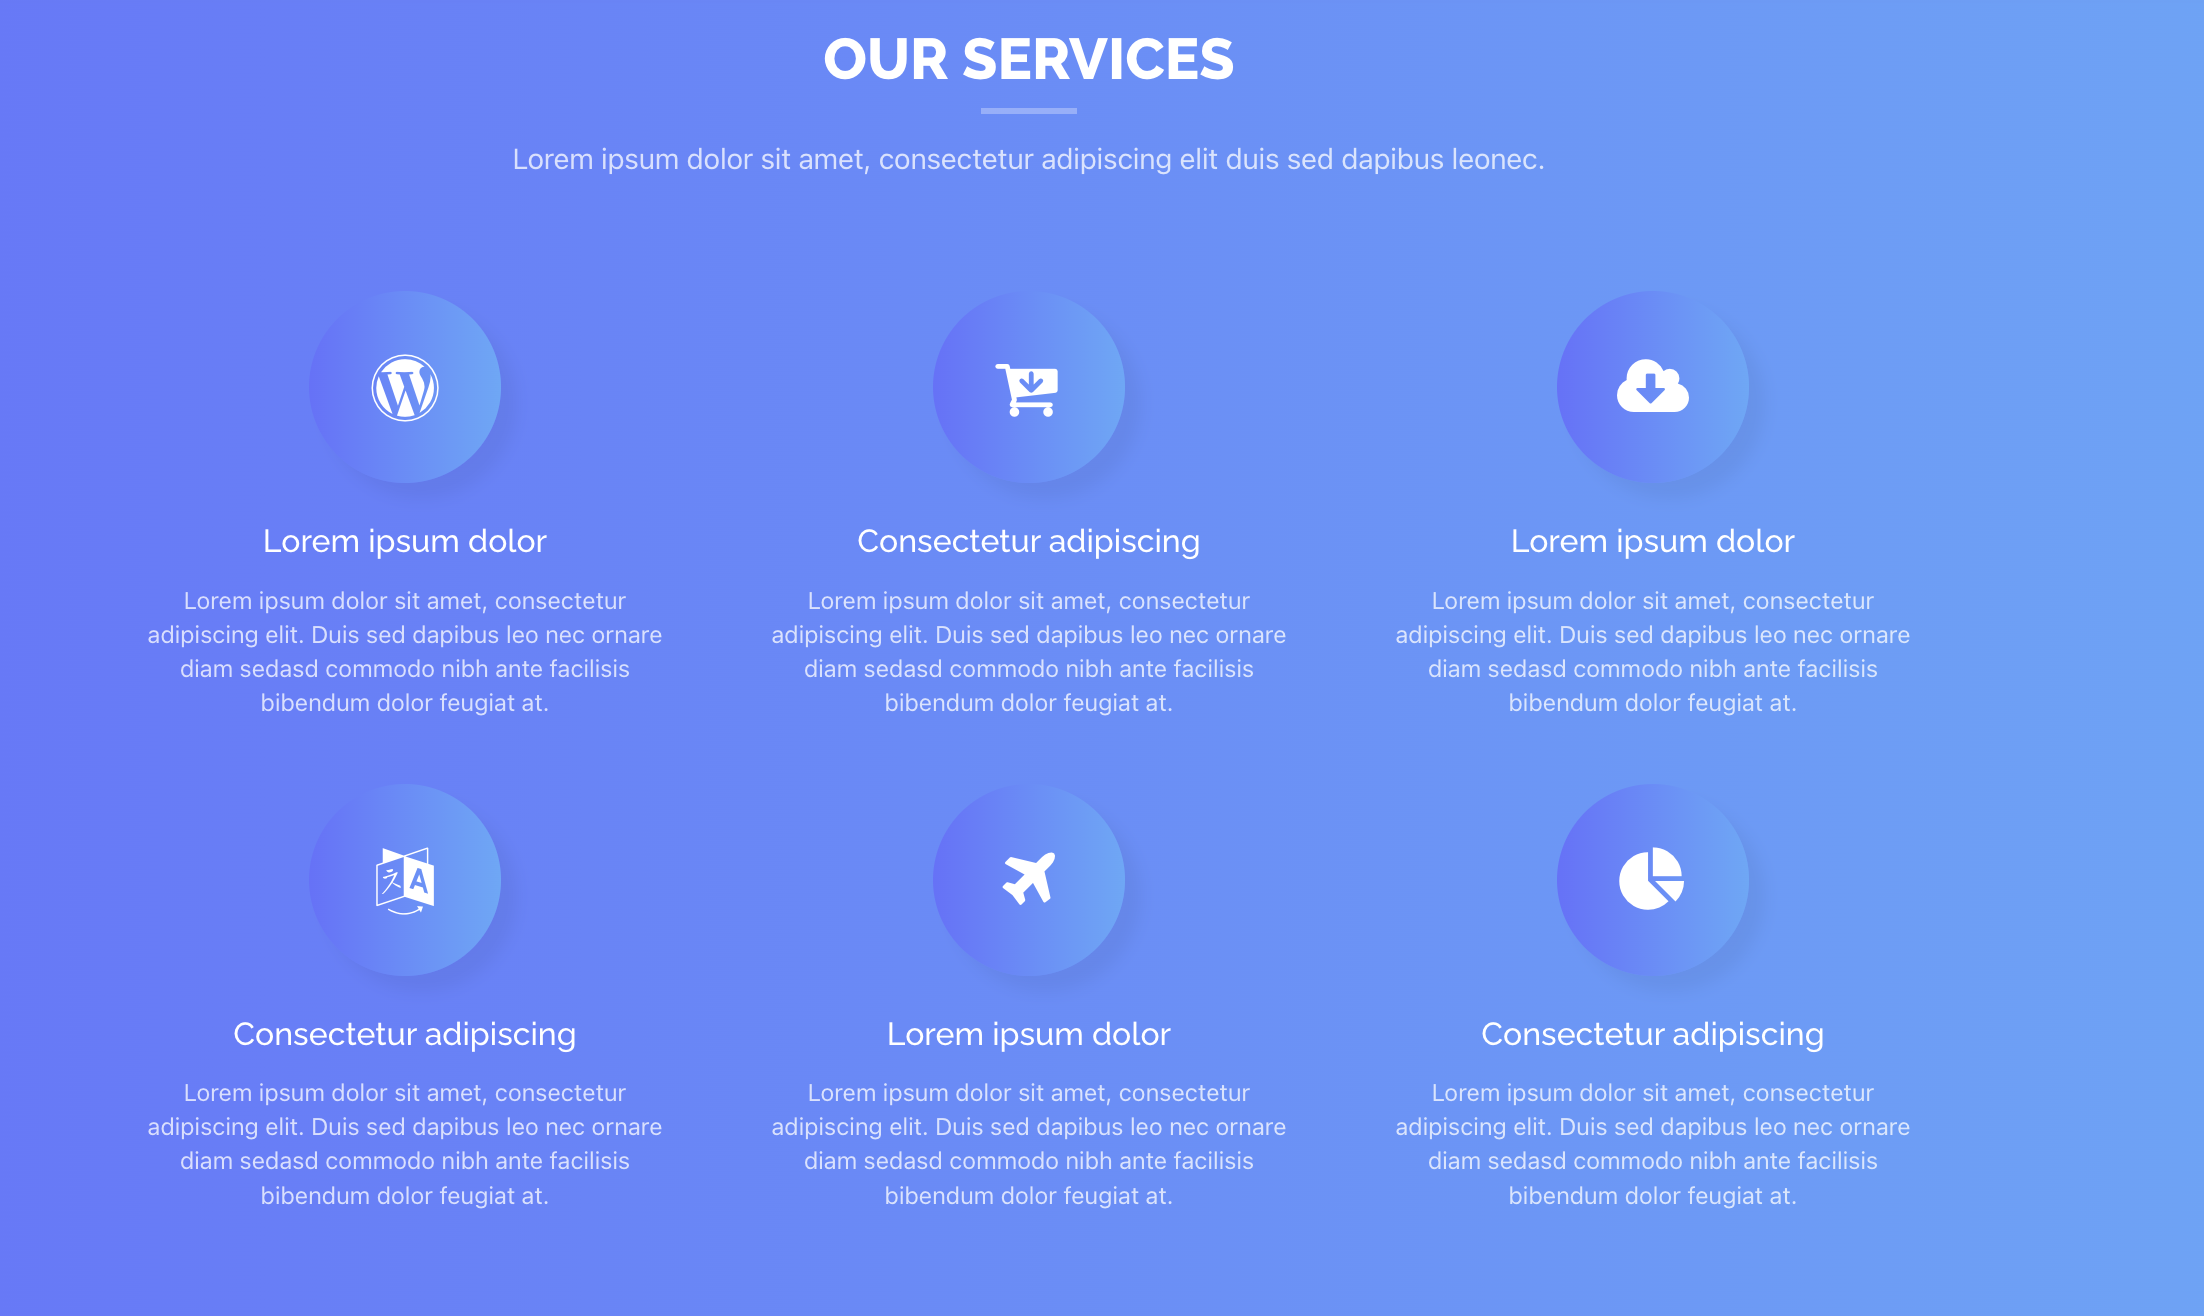 OUR SERVICES
Lorem ipsum dolor sit amet, consectetur adipiscing elit duis sed dapibus leonec.
Lorem ipsum dolor
Lorem ipsum dolor sit amet, consectetur
adipiscing elit. Duis sed dapibus leo nec ornare
diam sedasd commodo nibh ante facilisis
bibendum dolor feugiat at.
Consectetur adipiscing
Lorem ipsum dolor sit amet, consectetur
adipiscing elit. Duis sed dapibus leo nec ornare
diam sedasd commodo nibh ante facilisis
bibendum dolor feugiat at.
Lorem ipsum dolor
Lorem ipsum dolor sit amet, consectetur
adipiscing elit. Duis sed dapibus leo nec ornare
diam sedasd commodo nibh ante facilisis
bibendum dolor feugiat at.
Consectetur adipiscing
Lorem ipsum dolor sit amet, consectetur
adipiscing elit. Duis sed dapibus leo nec ornare
diam sedasd commodo nibh ante facilisis
bibendum dolor feugiat at.
Lorem ipsum dolor
Lorem ipsum dolor sit amet, consectetur
adipiscing elit. Duis sed dapibus leo nec ornare
diam sedasd commodo nibh ante facilisis
bibendum dolor feugiat at.
Consectetur adipiscing
Lorem ipsum dolor sit amet, consectetur
adipiscing elit. Duis sed dapibus leo nec ornare
diam sedasd commodo nibh ante facilisis
bibendum dolor feugiat at.